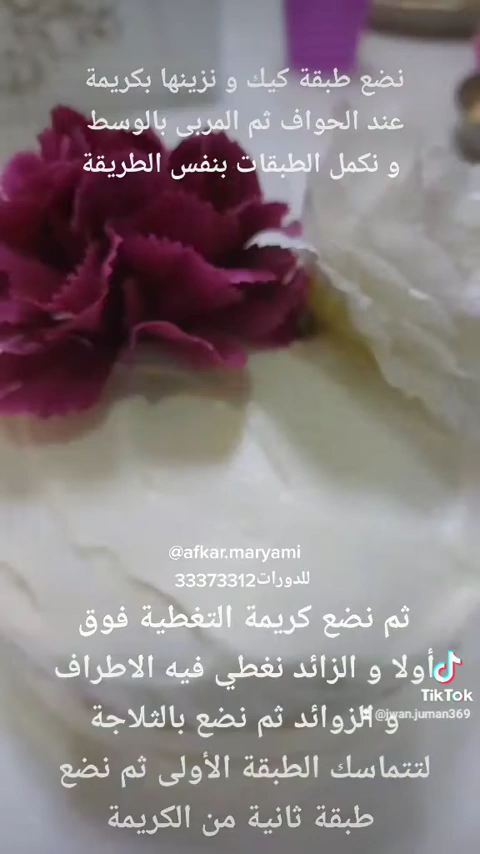 نضع طبقة كيك و نزينها بكريمة
عند الحواف ثم المربى بالوسط
و نكمل الطبقات بنفس الطريقة
@afkar.maryami
للدورات33373312
ثم نضع كريمة التغطية فوق
أولا و الزائد نغطي فيه الاطراف
و الزوائد ثم نضع بالثلاجة
لتتماسك الطبقة الأولى ثم نضع
طبقة ثانية من الكريمة
TikTok
@jwan.juman369